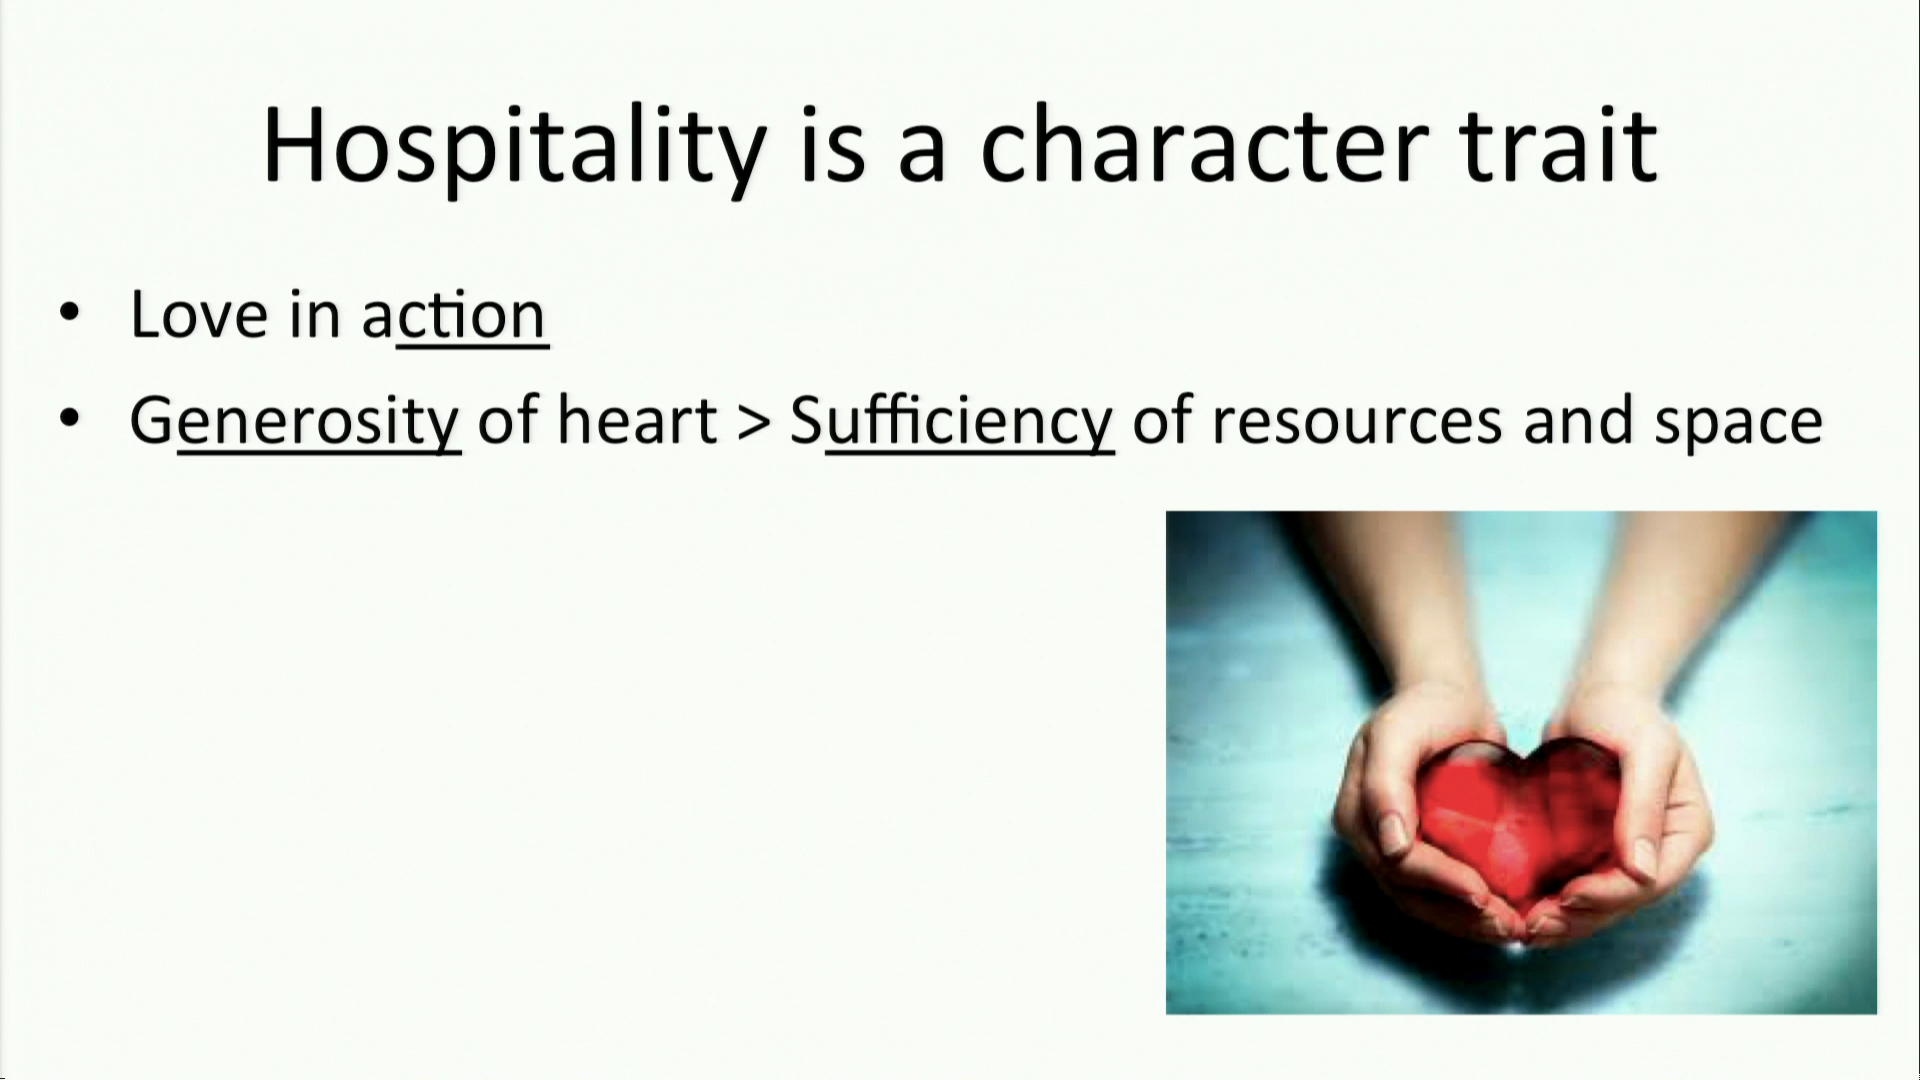 Hospitality is a character trait
• Love in action
• Generosity of heart > Sufficiency of resources and space